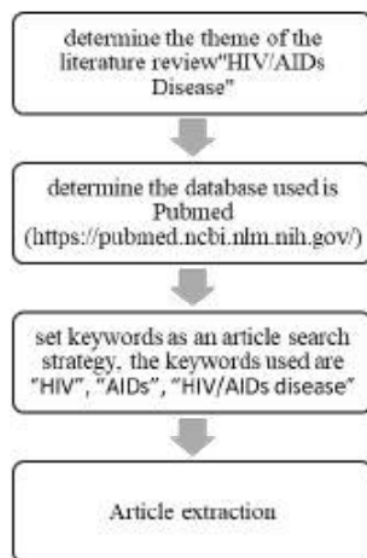 determine the theme of the
literature review"HIV/AIDs
Disease"
determine the database used is
Pubmed
(https://pubmed.ncbi.nlm.nih.gov/)
set keywords as an article search
strategy, the keywords used are
"HIV", "AIDs", "HIV/AIDs disease"
Article extraction